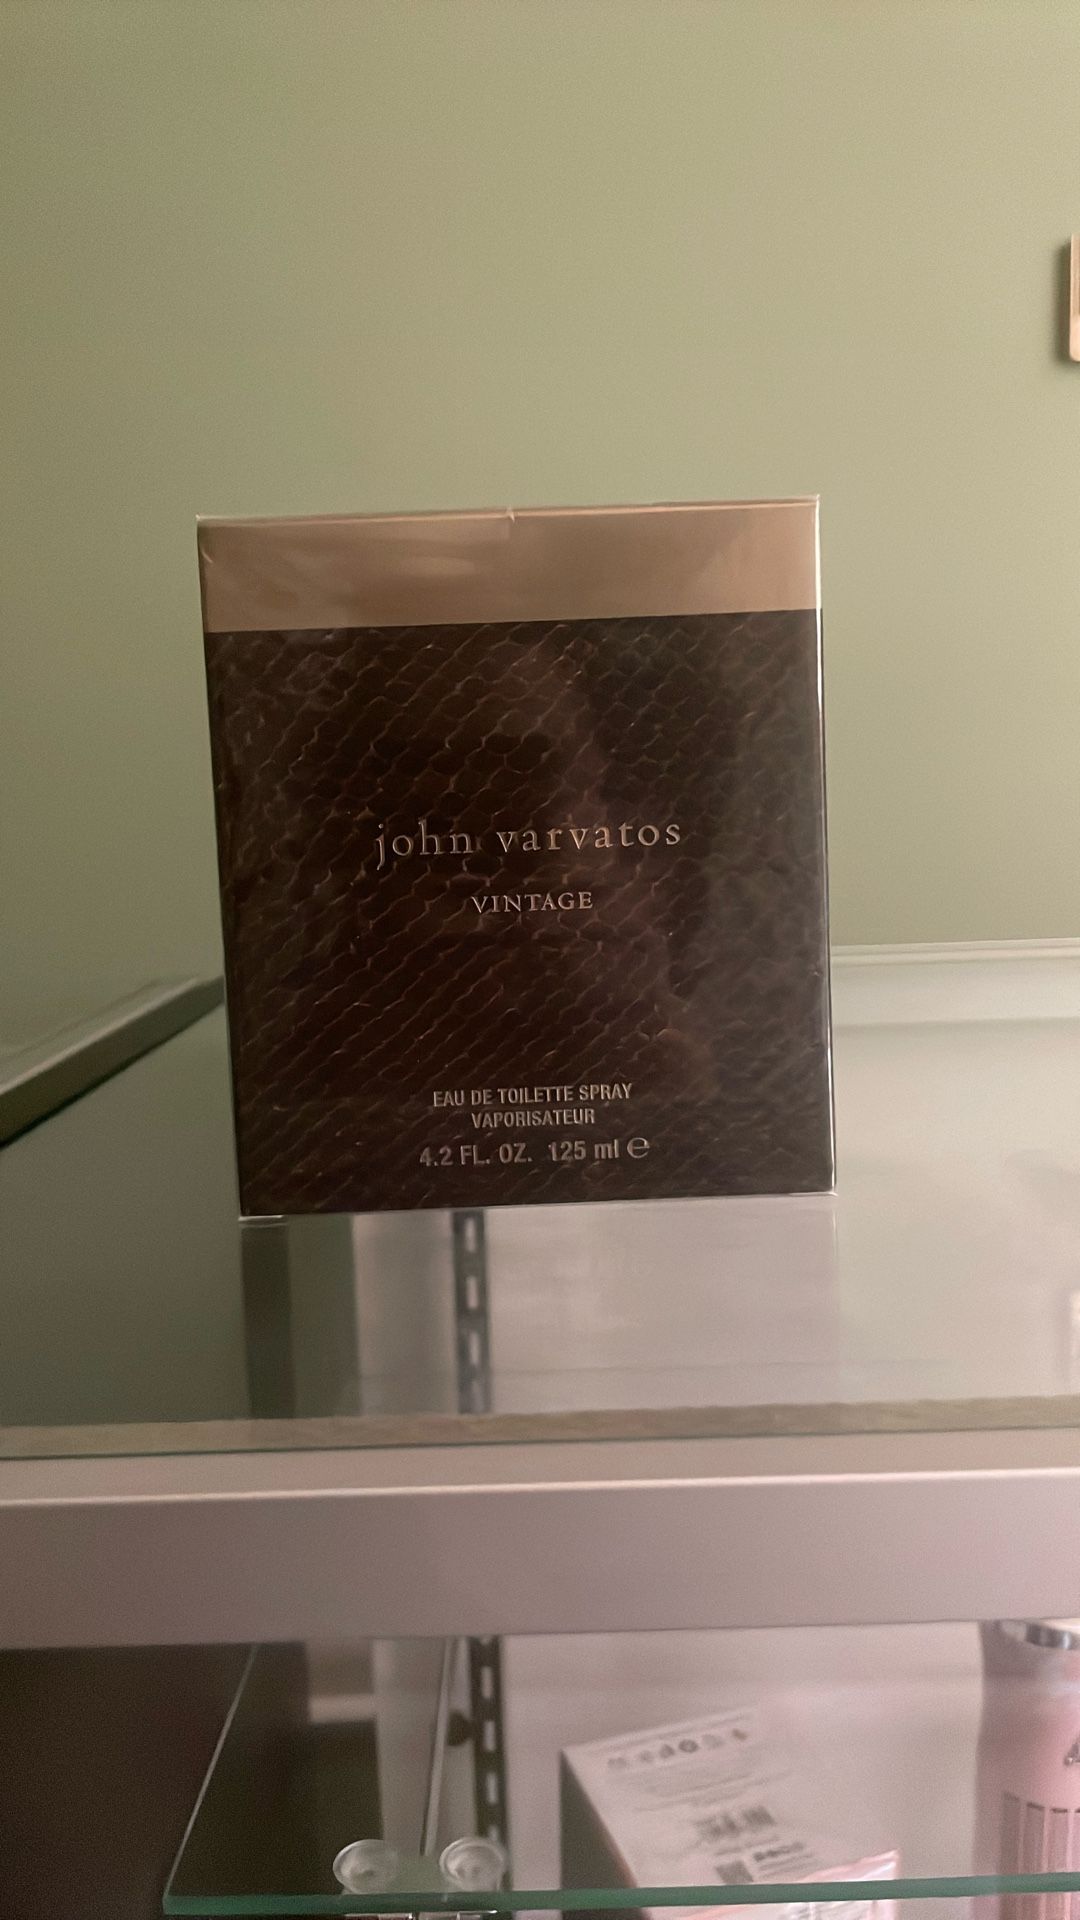 john varvatos
VINTAGE
EAU DE TOILETTE SPRAY
VAPORISATEUR
4.2 FL. OZ. 125 ml ℮